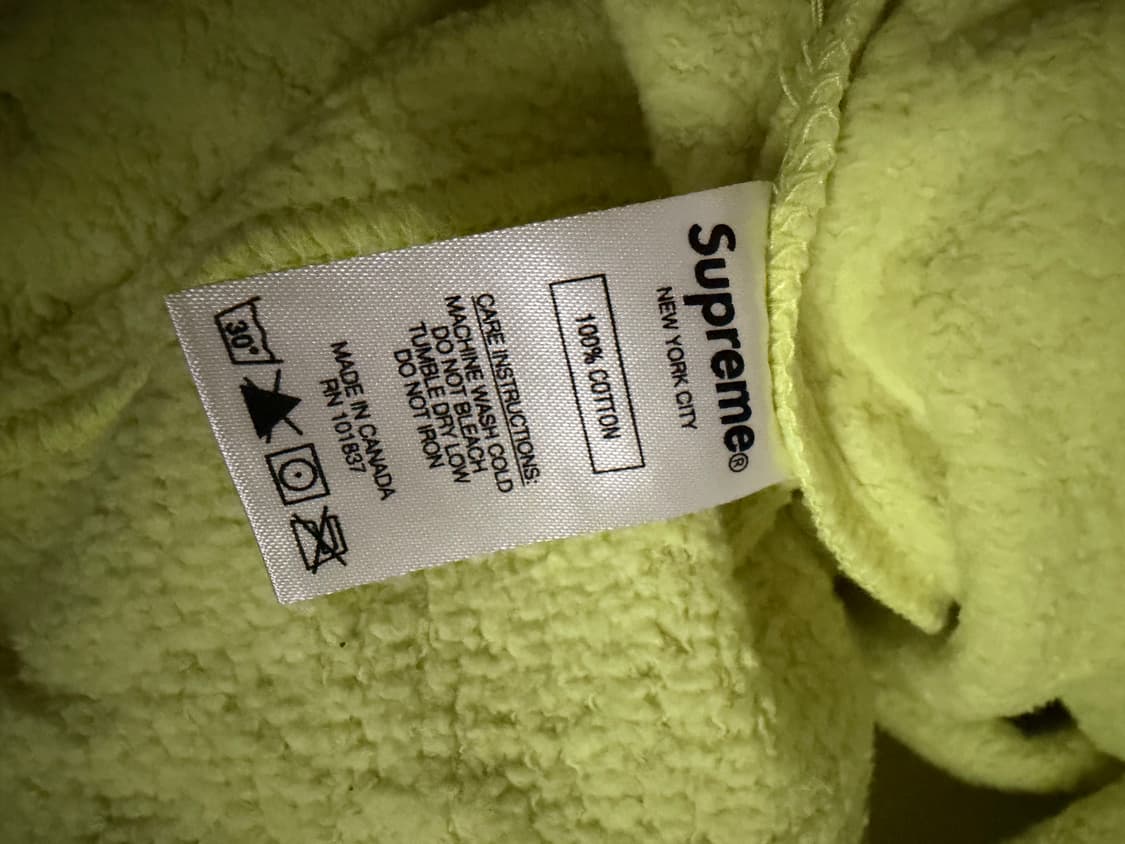 Supreme®
NEW YORK CITY
100% COTTON
CARE INSTRUCTIONS:
MACHINE WASH COLD
DO NOT BLEACH
TUMBLE DRY LOW
DO NOT IRON
MADE IN CANADA
RN 101837
30°